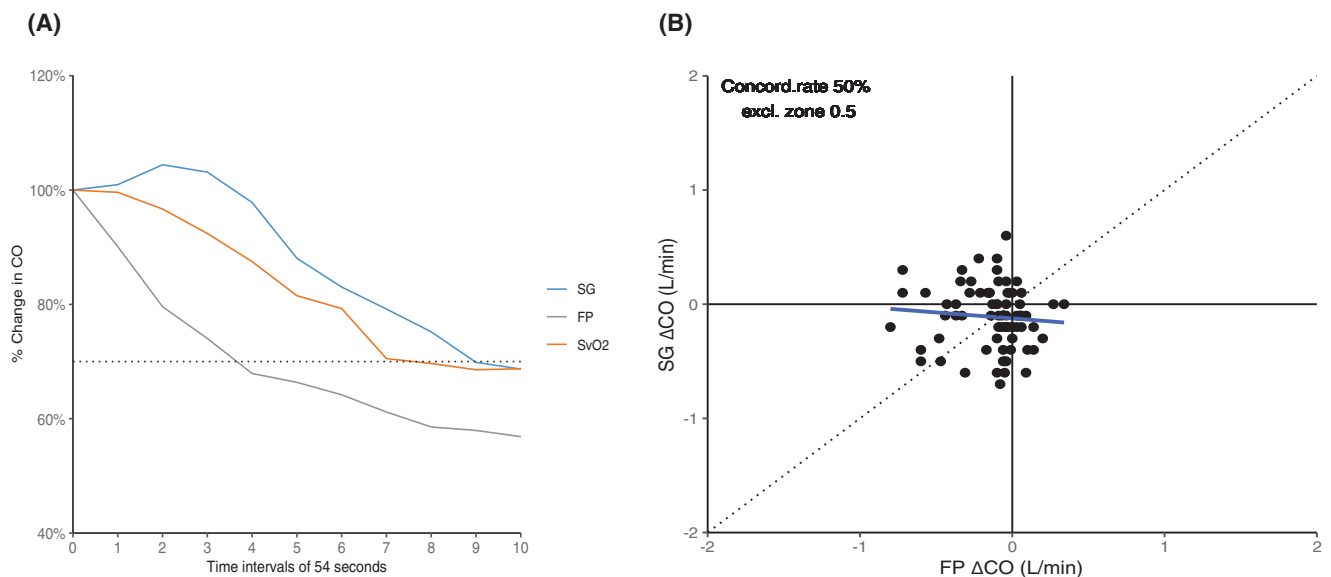 (A)
120%
100%
80%
60%
40%
% Change in CO
0 1 2 3 4 5 6 7 8 9 10
Time intervals of 54 seconds
SG
FP
SvO2
(B)
Concord.rate 50%
excl. zone 0.5
2
1
0
-1
-2
SG ΔCO (L/min)
-2 -1 0 1 2
FP ΔCO (L/min)